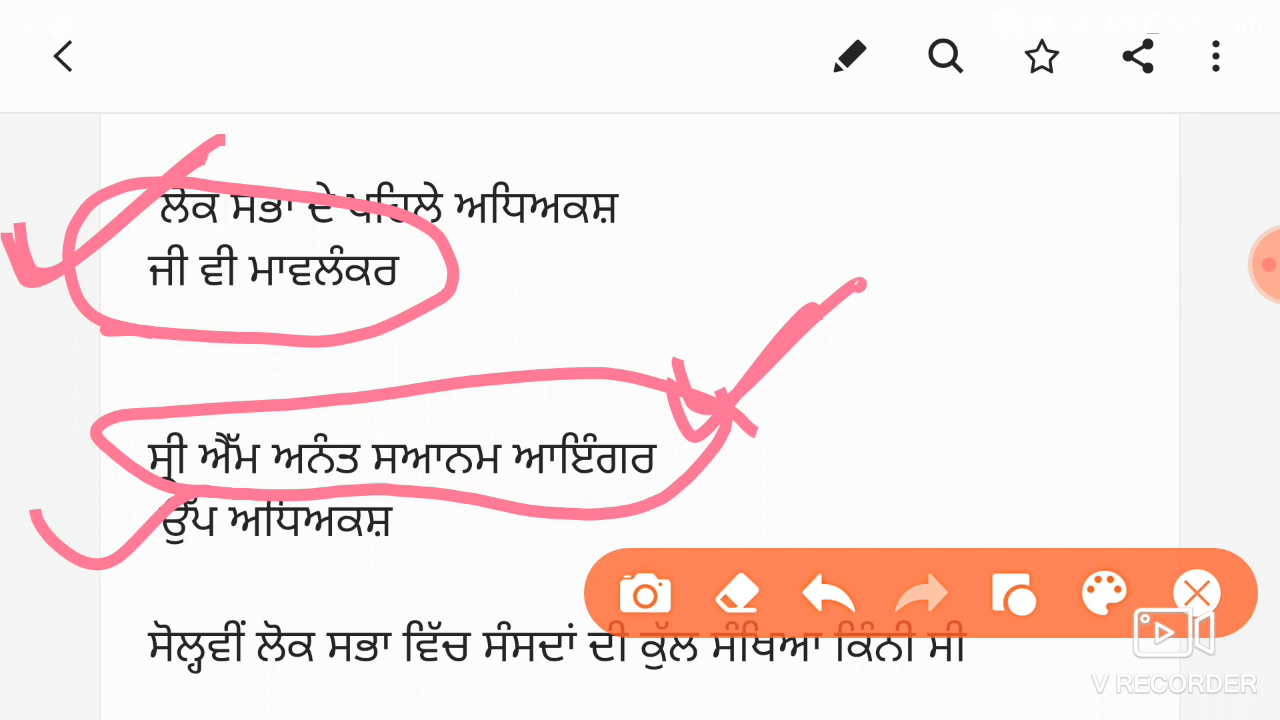 ਲੋਕ ਸਭਾ ਦੇ ਪਹਿਲੇ ਅਧਿਅਕਸ਼
ਜੀ ਵੀ ਮਾਵਲੰਕਰ
ਸ੍ਰੀ ਐੱਮ ਅਨੰਤ ਸਆਨਮ ਆਇੰਗਰ
ਉੱਪ ਅਧਿਅਕਸ਼
ਸੋਲ੍ਹਵੀਂ ਲੋਕ ਸਭਾ ਵਿੱਚ ਸੰਸਦਾਂ ਦੀ ਕੁੱਲ ਸੰਖਿਆ ਕਿੰਨੀ ਸੀ
V RECORDER